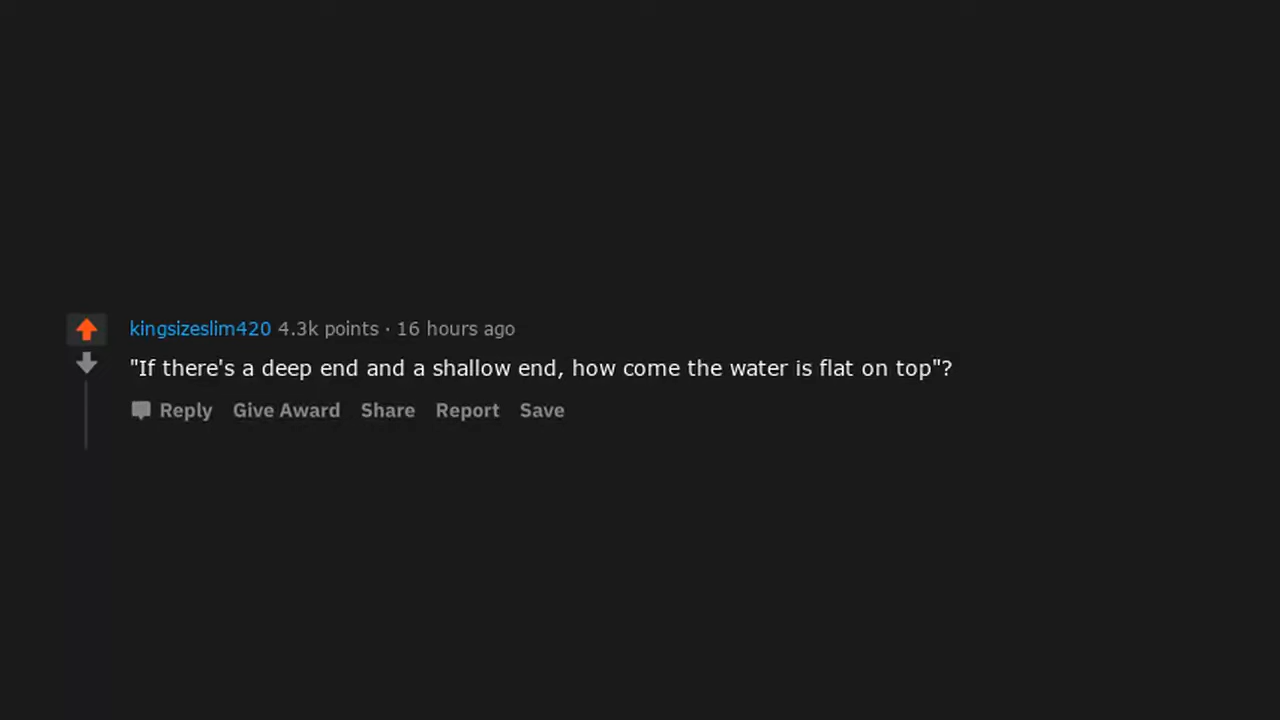 kingsizeslim420 4.3k points · 16 hours ago
"If there's a deep end and a shallow end, how come the water is flat on top"?
Reply Give Award Share Report Save